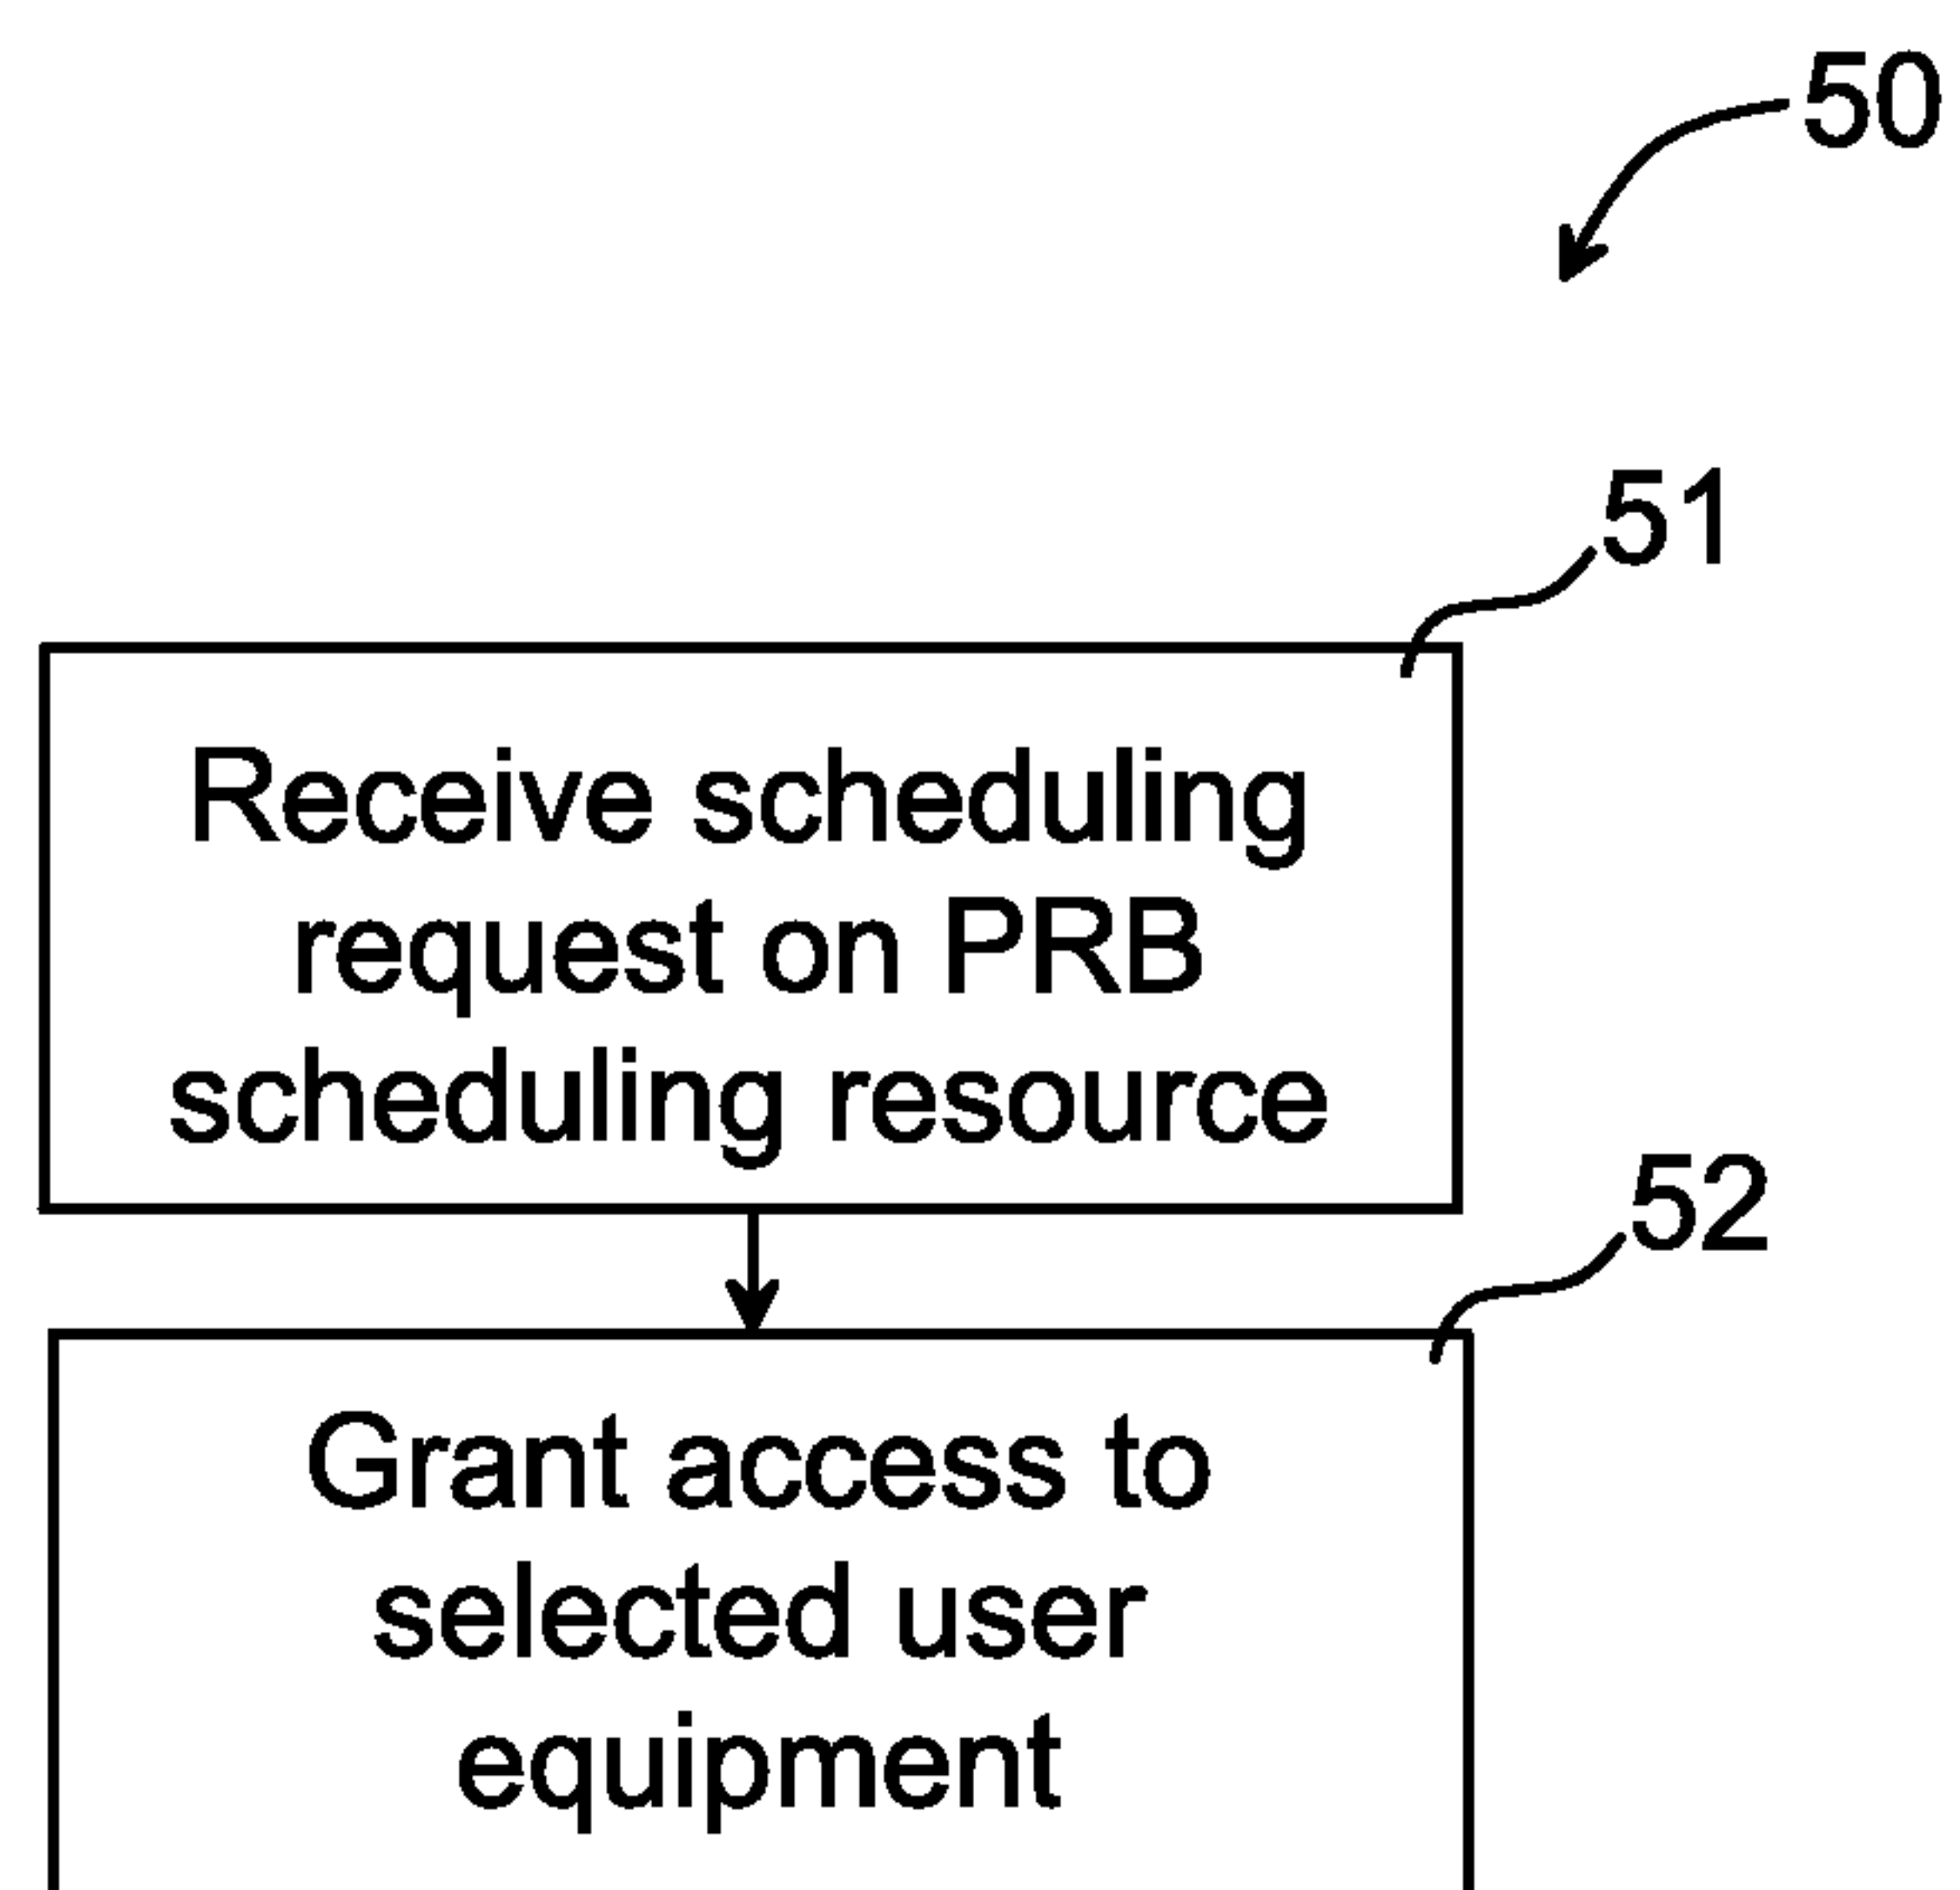 50
51
Receive scheduling
request on PRB
scheduling resource
52
Grant access to
selected user
equipment